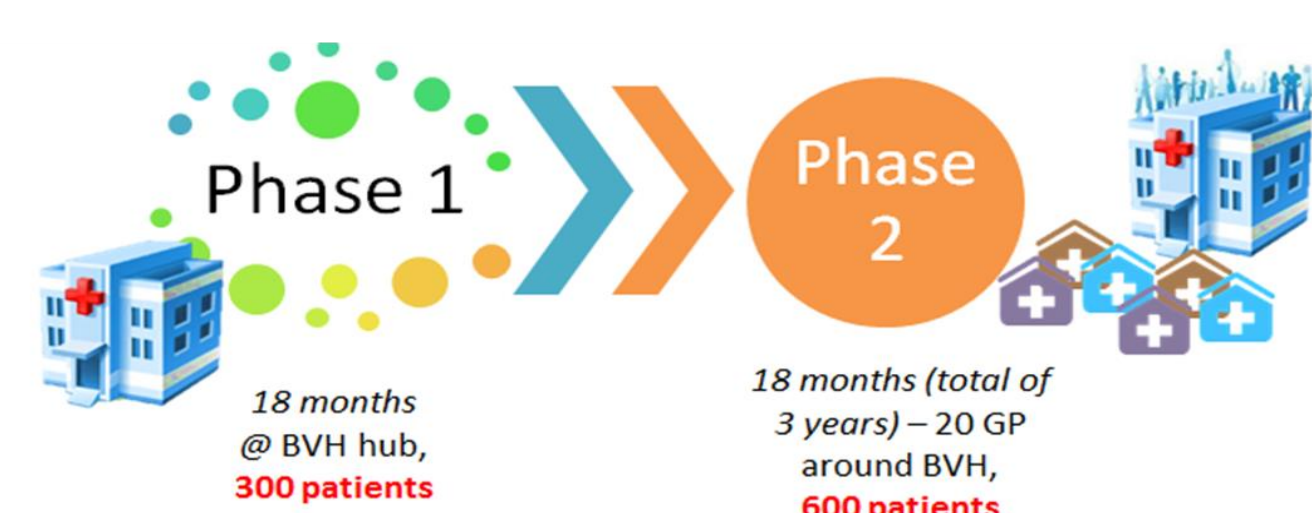 Phase 1
18 months
@ BVH hub,
300 patients
Phase
2
18 months (total of
3 years) – 20 GP
around BVH,
600 patients